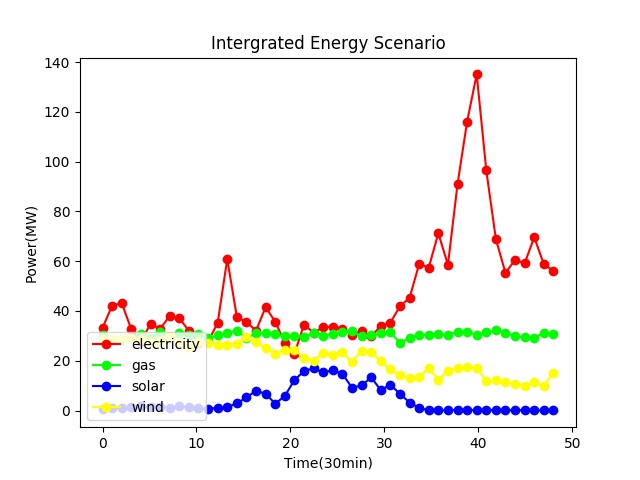 Intergrated Energy Scenario
Power(MW)
140
120
100
80
60
40
20
0
electricity
gas
solar
wind
0 10 20 30 40 50
Time(30min)